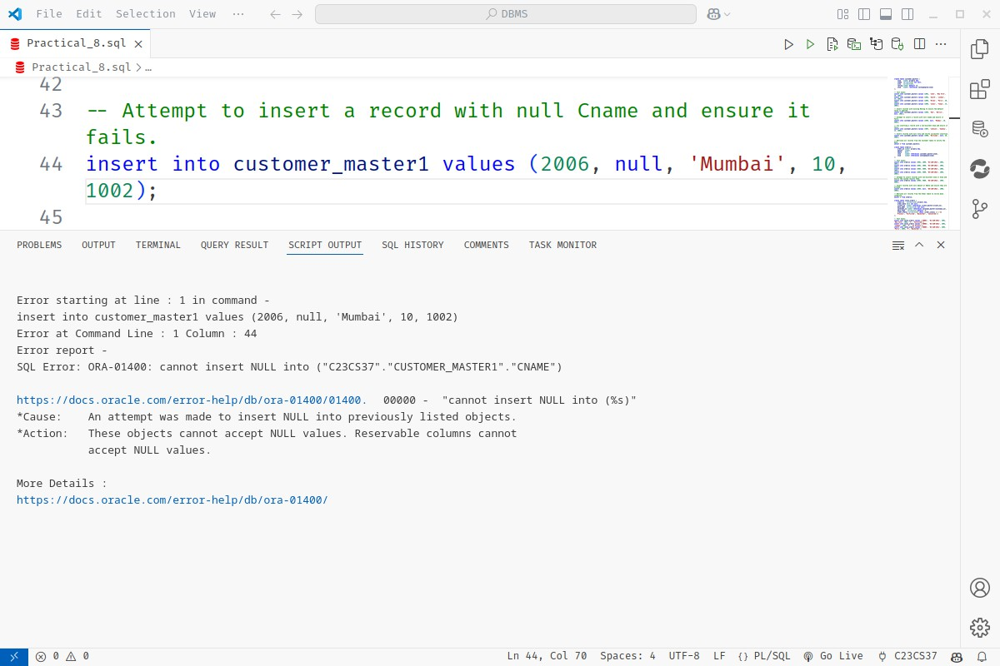 File Edit Selection View ··· DBMS
Practical_8.sql
Practical_8.sql > ...
42
43 -- Attempt to insert a record with null Cname and ensure it
fails.
44 insert into customer_master1 values (2006, null, 'Mumbai', 10,
1002);
45
PROBLEMS OUTPUT TERMINAL QUERY RESULT SCRIPT OUTPUT SQL HISTORY COMMENTS TASK MONITOR
Error starting at line : 1 in command -
insert into customer_master1 values (2006, null, 'Mumbai', 10, 1002)
Error at Command Line : 1 Column : 44
Error report -
SQL Error: ORA-01400: cannot insert NULL into ("C23CS37"."CUSTOMER_MASTER1"."CNAME")
https://docs.oracle.com/error-help/db/ora-01400/01400. 00000 - "cannot insert NULL into (%s)"
*Cause: An attempt was made to insert NULL into previously listed objects.
*Action: These objects cannot accept NULL values. Reservable columns cannot
accept NULL values.
More Details :
https://docs.oracle.com/error-help/db/ora-01400/
0 0 Ln 44, Col 70 Spaces: 4 UTF-8 LF {} PL/SQL Go Live C23CS37